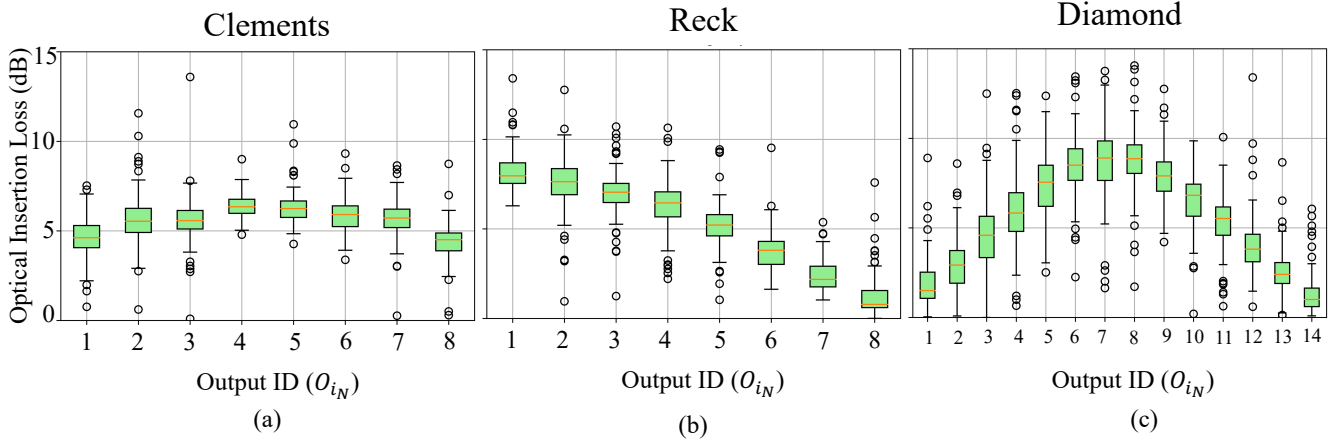 Clements
Reck
Diamond
Optical Insertion Loss (dB)
15
10
5
0
1 2 3 4 5 6 7 8
1 2 3 4 5 6 7 8
1 2 3 4 5 6 7 8 9 10 11 12 13 14
Output ID (O_{i_N})
Output ID (O_{i_N})
Output ID (O_{i_N})
(a)
(b)
(c)